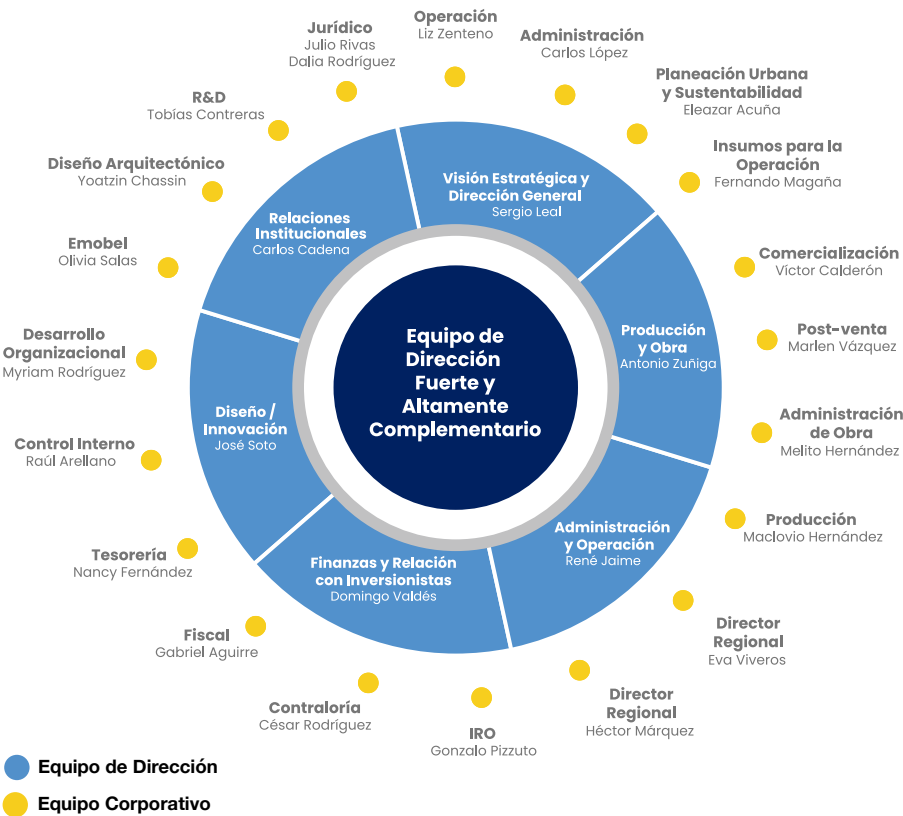 Operación
Liz Zenteno
Jurídico
Julio Rivas
Dalia Rodríguez
Administración
Carlos López
R&D
Tobías Contreras
Planeación Urbana
y Sustentabilidad
Eleazar Acuña
Diseño Arquitectónico
Yoatzin Chassin
Insumos para la
Operación
Fernando Magaña
Emobel
Olivia Salas
Comercialización
Víctor Calderón
Desarrollo
Organizacional
Myriam Rodríguez
Post-venta
Marlen Vázquez
Control Interno
Raúl Arellano
Administración
de Obra
Melito Hernández
Tesorería
Nancy Fernández
Producción
Maclovio Hernández
Fiscal
Gabriel Aguirre
Director
Regional
Eva Viveros
Contraloría
César Rodríguez
IRO
Gonzalo Pizzuto
Director
Regional
Héctor Márquez
Visión Estratégica y
Dirección General
Sergio Leal
Relaciones
Institucionales
Carlos Cadena
Producción
y Obra
Antonio Zuñiga
Diseño /
Innovación
José Soto
Administración
y Operación
René Jaime
Finanzas y Relación
con Inversionistas
Domingo Valdés
Equipo de
Dirección
Fuerte y
Altamente
Complementario
Equipo de Dirección
Equipo Corporativo